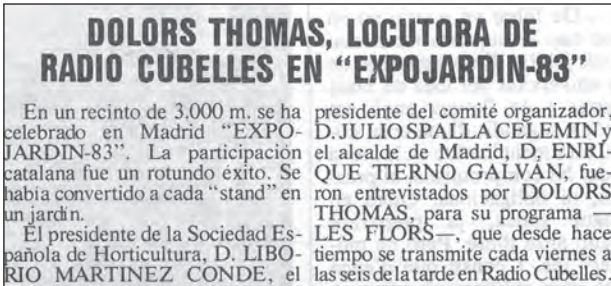 DOLORS THOMAS, LOCUTORA DE
RADIO CUBELLES EN “EXPOJARDIN-83”
En un recinto de 3.000 m. se ha
celebrado en Madrid “EXPO-
JARDIN-83”. La participación
catalana fue un rotundo éxito. Se
había convertido a cada “stand” en
un jardín.
El presidente de la Sociedad Es-
pañola de Horticultura, D. LIBO-
RIO MARTINEZ CONDE, el
presidente del comité organizador,
D. JULIO SPALLA CELEMIN y
el alcalde de Madrid, D. ENRI-
QUE TIERNO GALVÁN, fue-
ron entrevistados por DOLORS
THOMAS, para su programa —
LES FLORS—, que desde hace
tiempo se transmite cada viernes a
las seis de la tarde en Radio Cubelles.